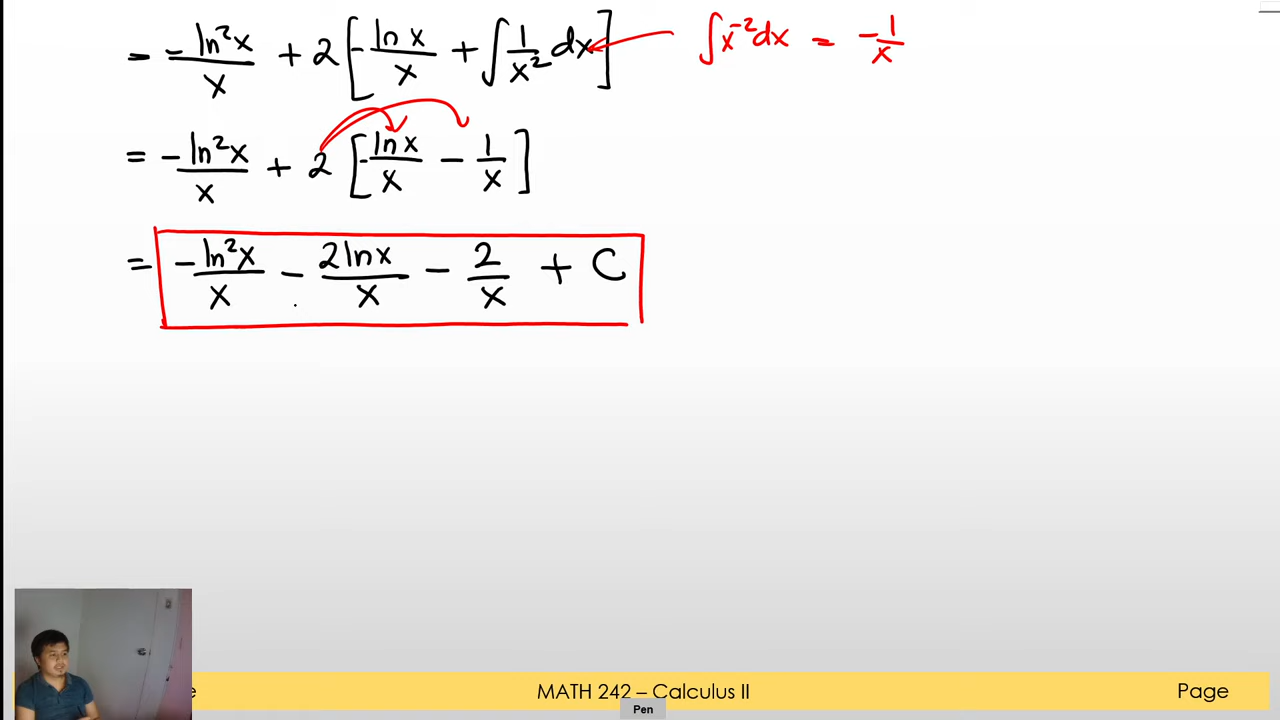 = -ln²x/x + 2[-ln x/x + ∫ 1/x² dx] ∫x⁻²dx = -1/x
= -ln²x/x + 2[-ln x/x - 1/x]
= -ln²x/x - 2lnx/x - 2/x + C
e MATH 242 – Calculus II Page
Pen